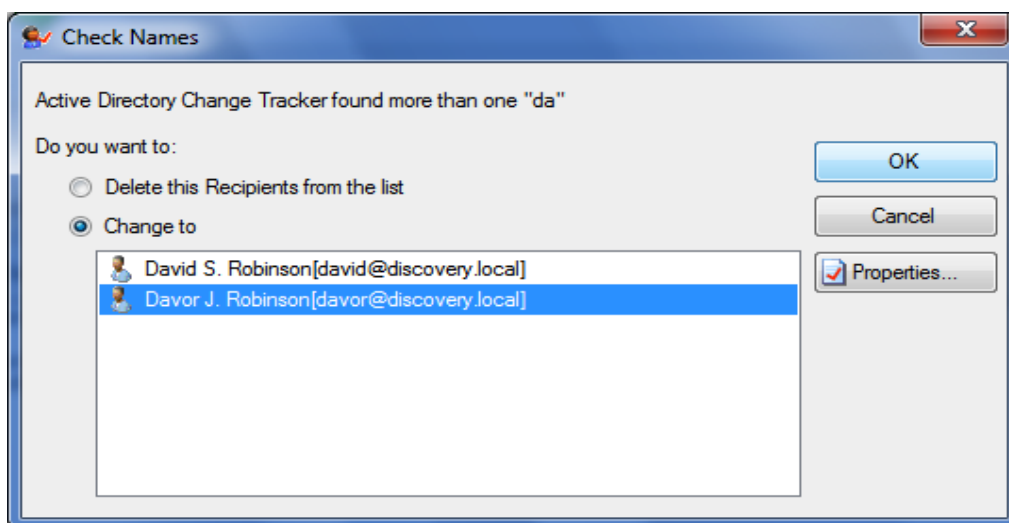 Check Names
Active Directory Change Tracker found more than one "da"
Do you want to:
Delete this Recipients from the list
Change to
David S. Robinson[david@discovery.local]
Davor J. Robinson[davor@discovery.local]
OK
Cancel
Properties...